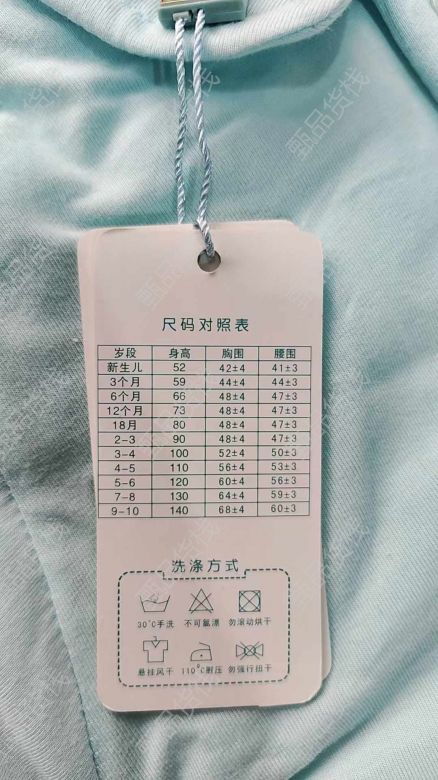 尺码对照表
岁段 身高 胸围 腰围
新生儿 52 42±4 41±3
3个月 59 44±4 44±3
6个月 66 48±4 47±3
12个月 73 48±4 47±3
18月 80 48±4 47±3
2-3 90 48±4 47±3
3-4 100 52±4 50±3
4-5 110 56±4 53±3
5-6 120 60±4 56±3
7-8 130 64±4 59±3
9-10 140 68±4 60±3
洗涤方式
30°C手洗 不可氯漂 勿滚动烘干
悬挂风干 110°C耐压 勿强行扭干
甄品货栈